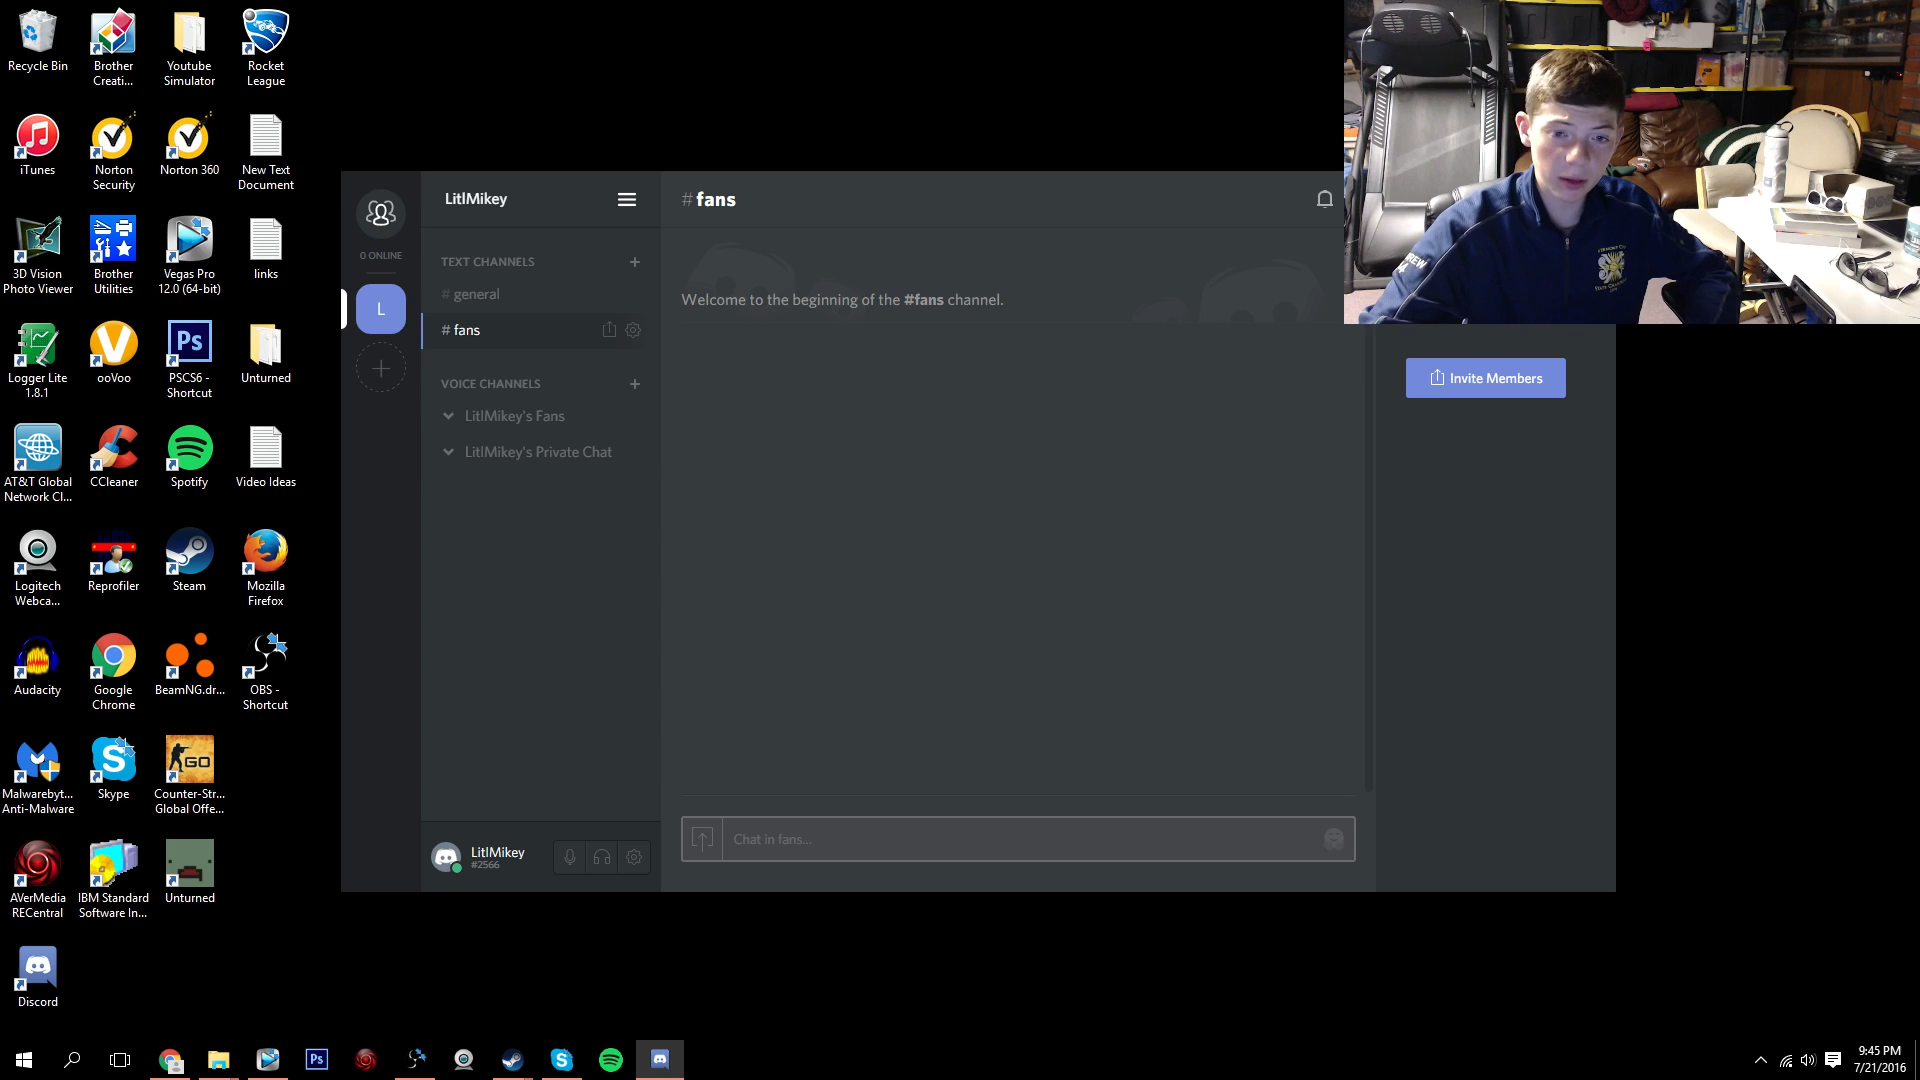 Recycle Bin
Brother
Creati...
Youtube
Simulator
Rocket
League
iTunes
Norton
Security
Norton 360
New Text
Document
3D Vision
Photo Viewer
Brother
Utilities
Vegas Pro
12.0 (64-bit)
links
Logger Lite
1.8.1
ooVoo
Ps
PSCS6 -
Shortcut
Unturned
AT&T Global
Network Cl...
CCleaner
Spotify
Video Ideas
Logitech
Webca...
Reprofiler
Steam
Mozilla
Firefox
Audacity
Google
Chrome
BeamNG.dr...
OBS -
Shortcut
Malwarebyt...
Anti-Malware
Skype
GO
Counter-Str...
Global Offe...
AVerMedia
RECentral
IBM Standard
Software In...
Unturned
Discord
0 ONLINE
L
LitlMikey
TEXT CHANNELS
# general
# fans
VOICE CHANNELS
LitlMikey's Fans
LitlMikey's Private Chat
LitlMikey
#2566
#fans
Welcome to the beginning of the #fans channel.
Chat in fans...
Invite Members
Ps
9:45 PM
7/21/2016